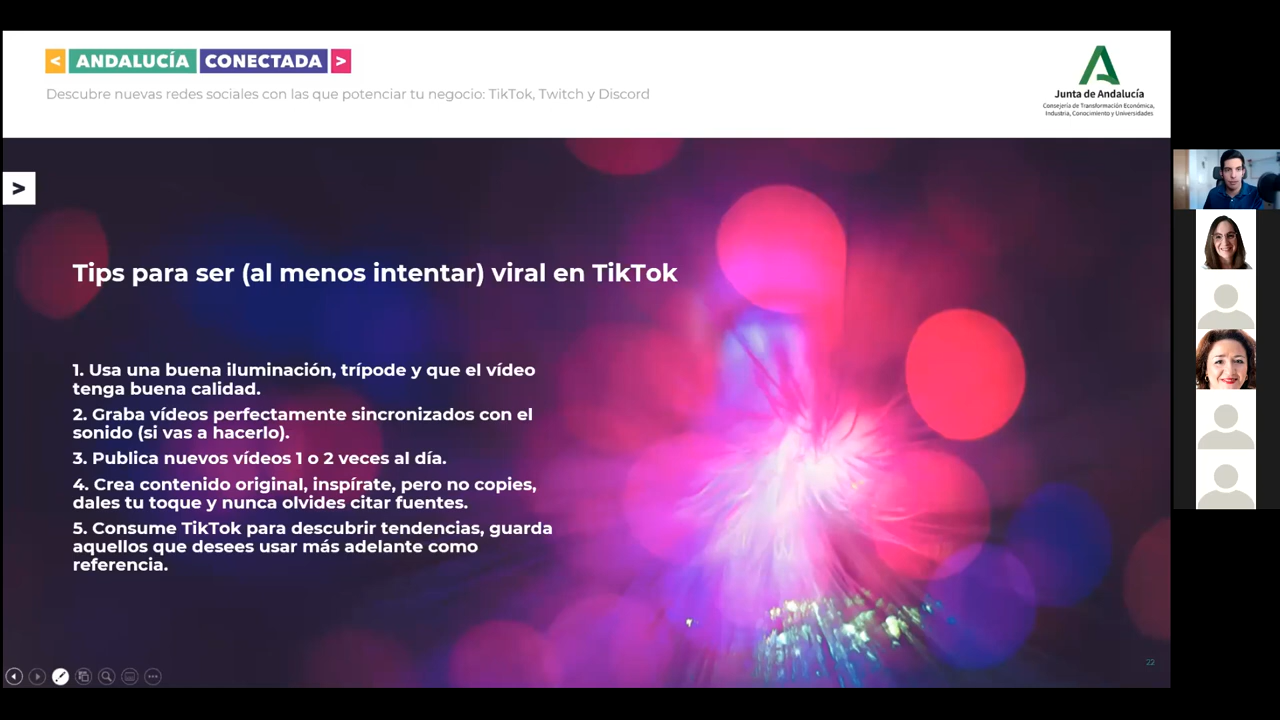 < ANDALUCÍA CONECTADA >
Descubre nuevas redes sociales con las que potenciar tu negocio: TikTok, Twitch y Discord
Junta de Andalucía
Consejería de Transformación Económica,
Industria, Conocimiento y Universidades
>
Tips para ser (al menos intentar) viral en TikTok
1. Usa una buena iluminación, trípode y que el vídeo
tenga buena calidad.
2. Graba vídeos perfectamente sincronizados con el
sonido (si vas a hacerlo).
3. Publica nuevos vídeos 1 o 2 veces al día.
4. Crea contenido original, inspírate, pero no copies,
dales tu toque y nunca olvides citar fuentes.
5. Consume TikTok para descubrir tendencias, guarda
aquellos que desees usar más adelante como
referencia.
22